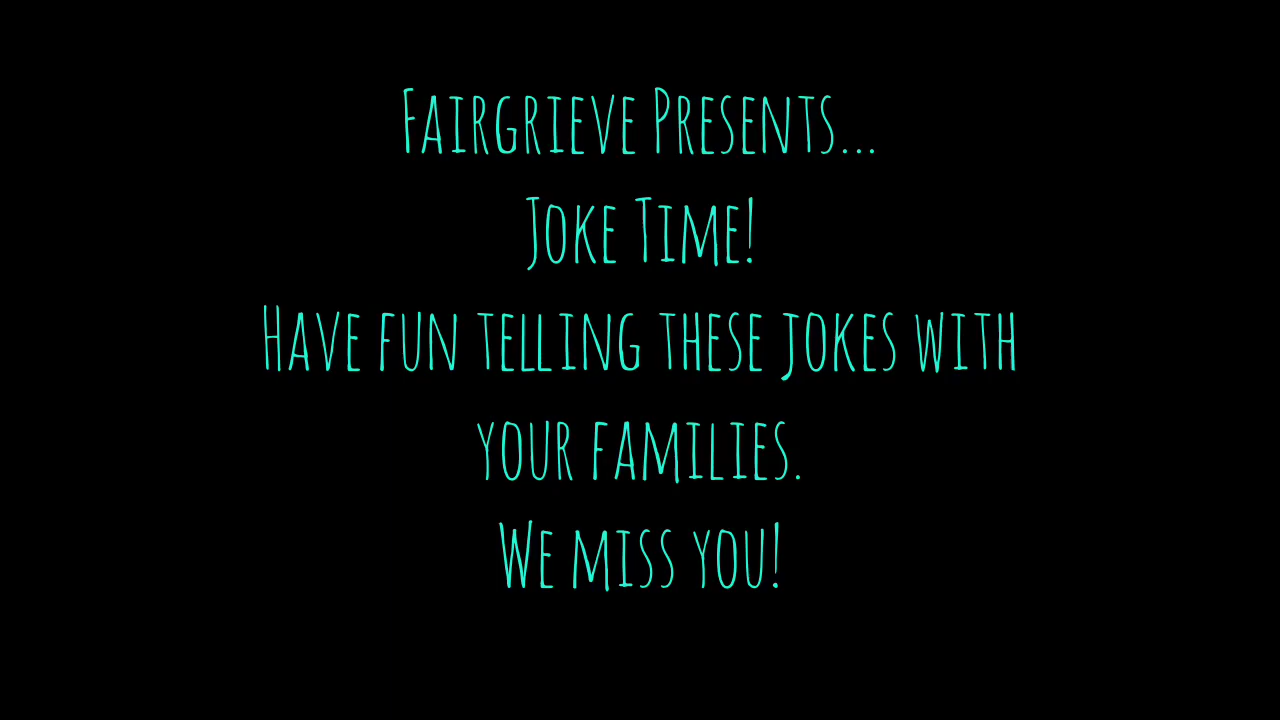 Fairgrieve Presents...
Joke Time!
Have fun telling these jokes with
your families.
We miss you!